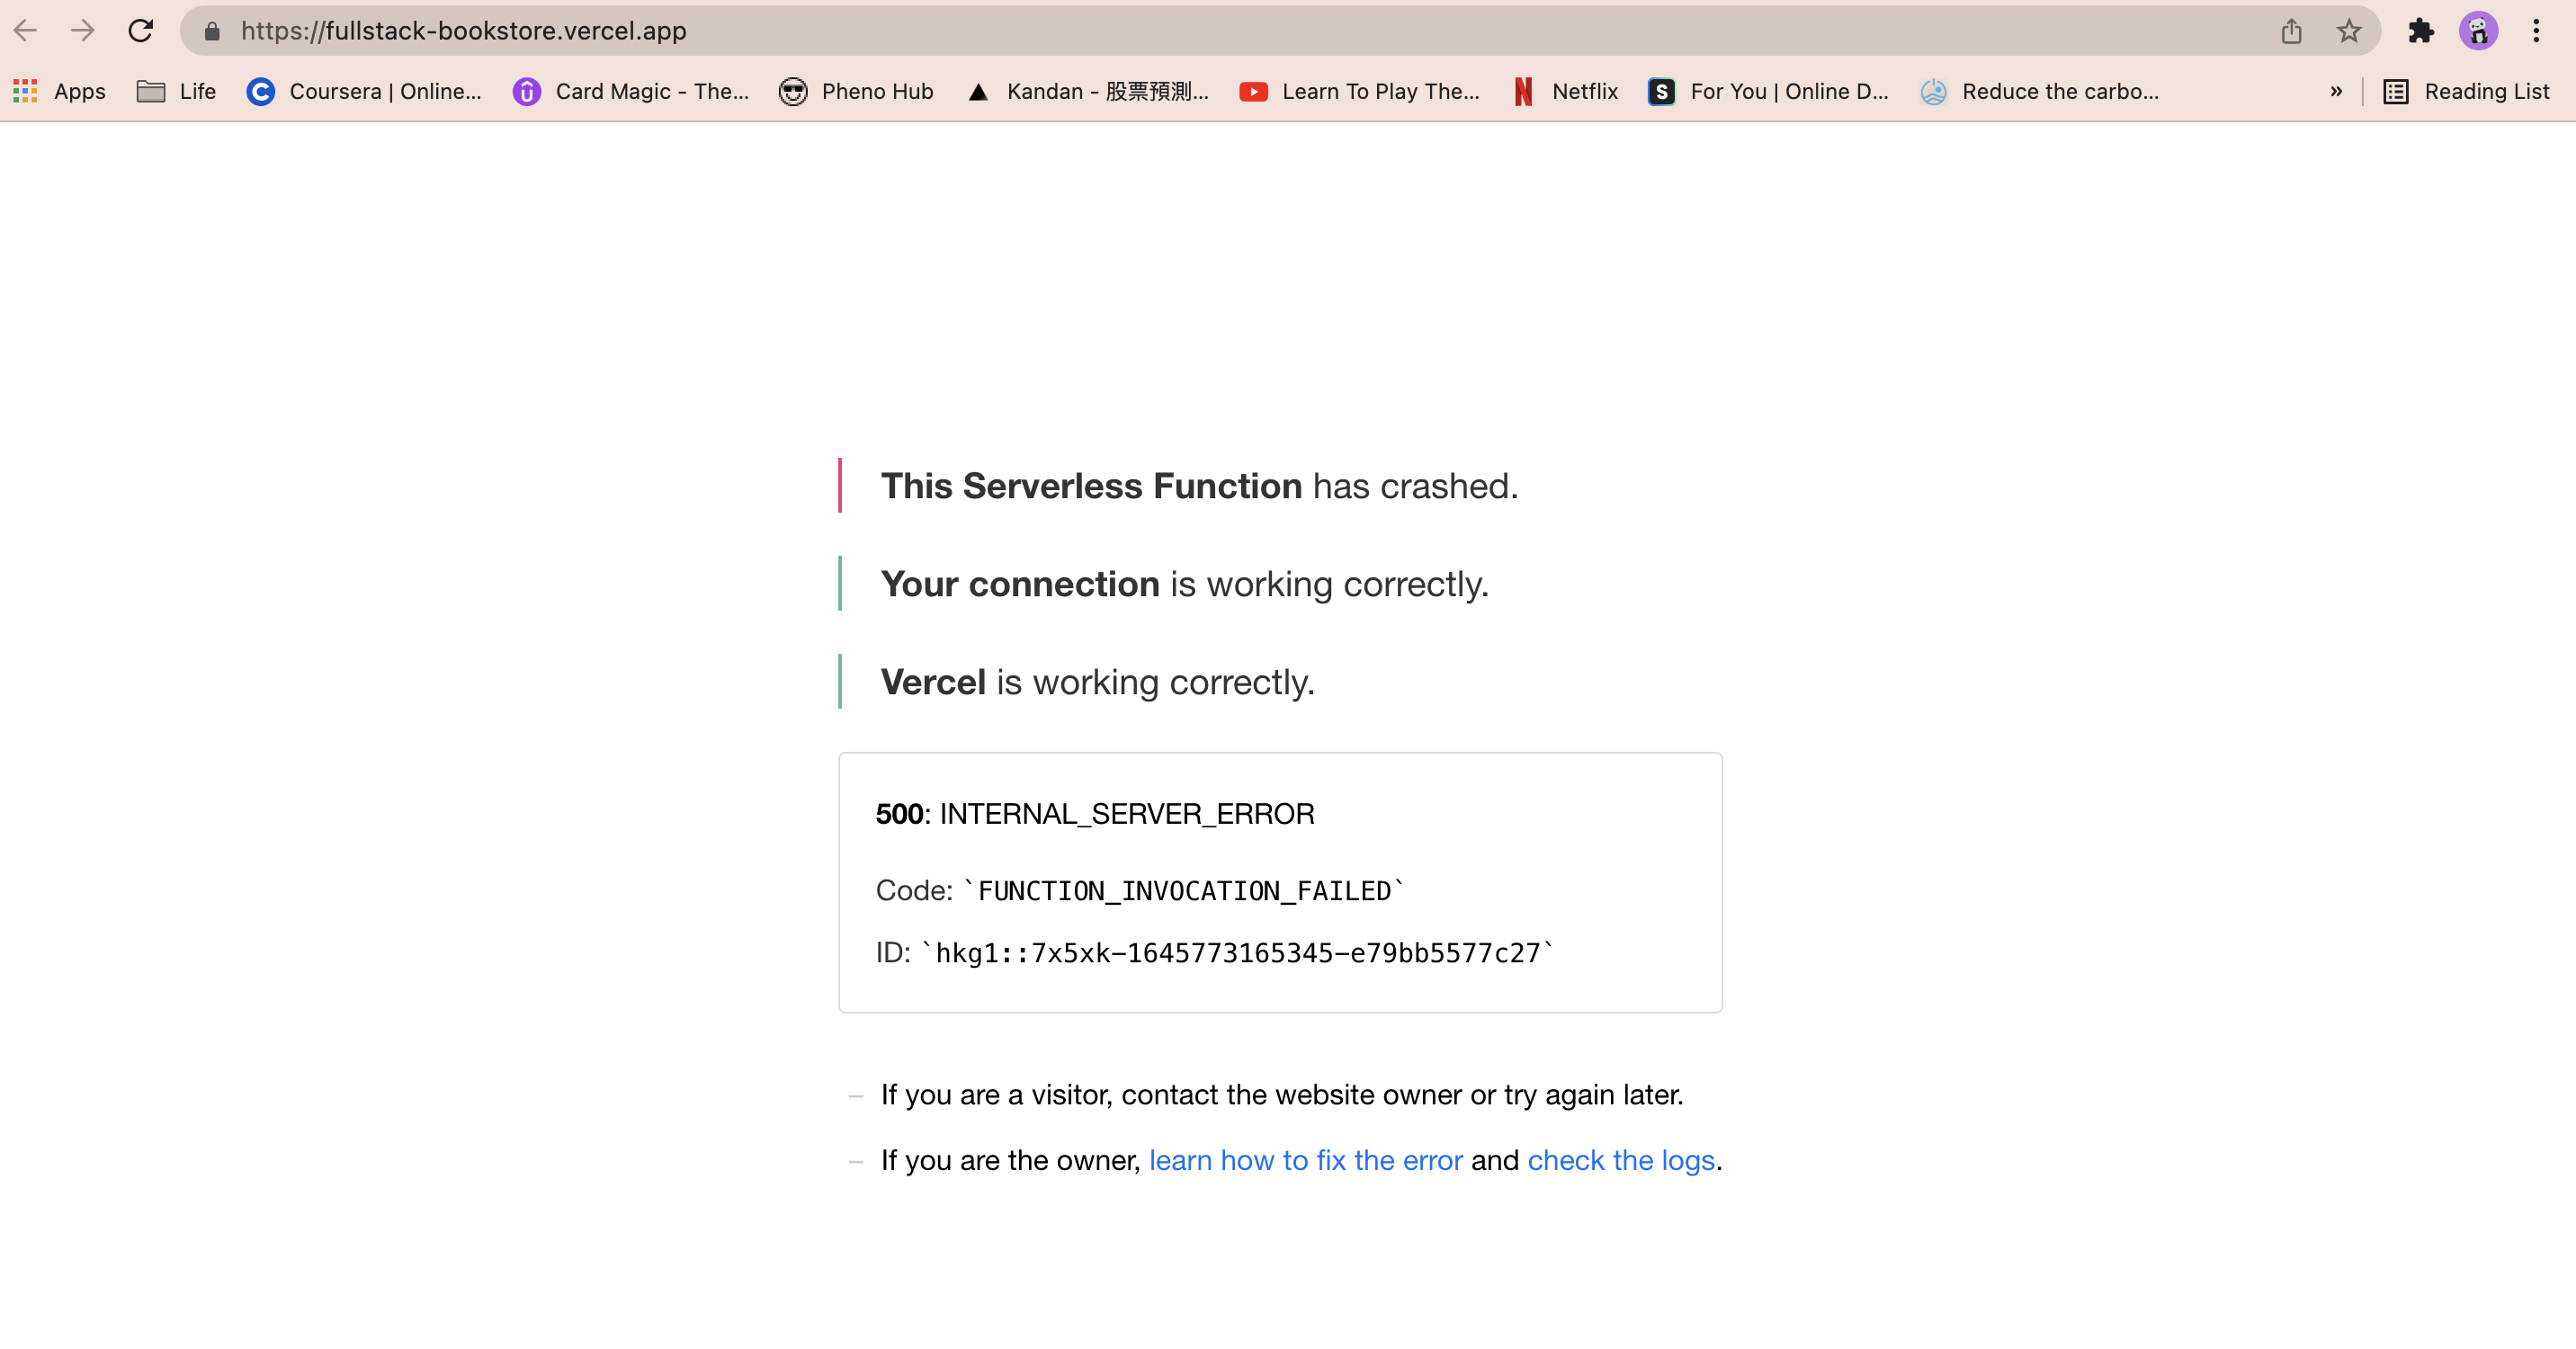 https://fullstack-bookstore.vercel.app
Apps Life Coursera | Online... Card Magic - The... Pheno Hub Kandan - 股票預測... Learn To Play The... Netflix For You | Online D... Reduce the carbo... » Reading List
This Serverless Function has crashed.
Your connection is working correctly.
Vercel is working correctly.
500: INTERNAL_SERVER_ERROR
Code: `FUNCTION_INVOCATION_FAILED`
ID: `hkg1::7x5xk-1645773165345-e79bb5577c27`
– If you are a visitor, contact the website owner or try again later.
– If you are the owner, learn how to fix the error and check the logs.